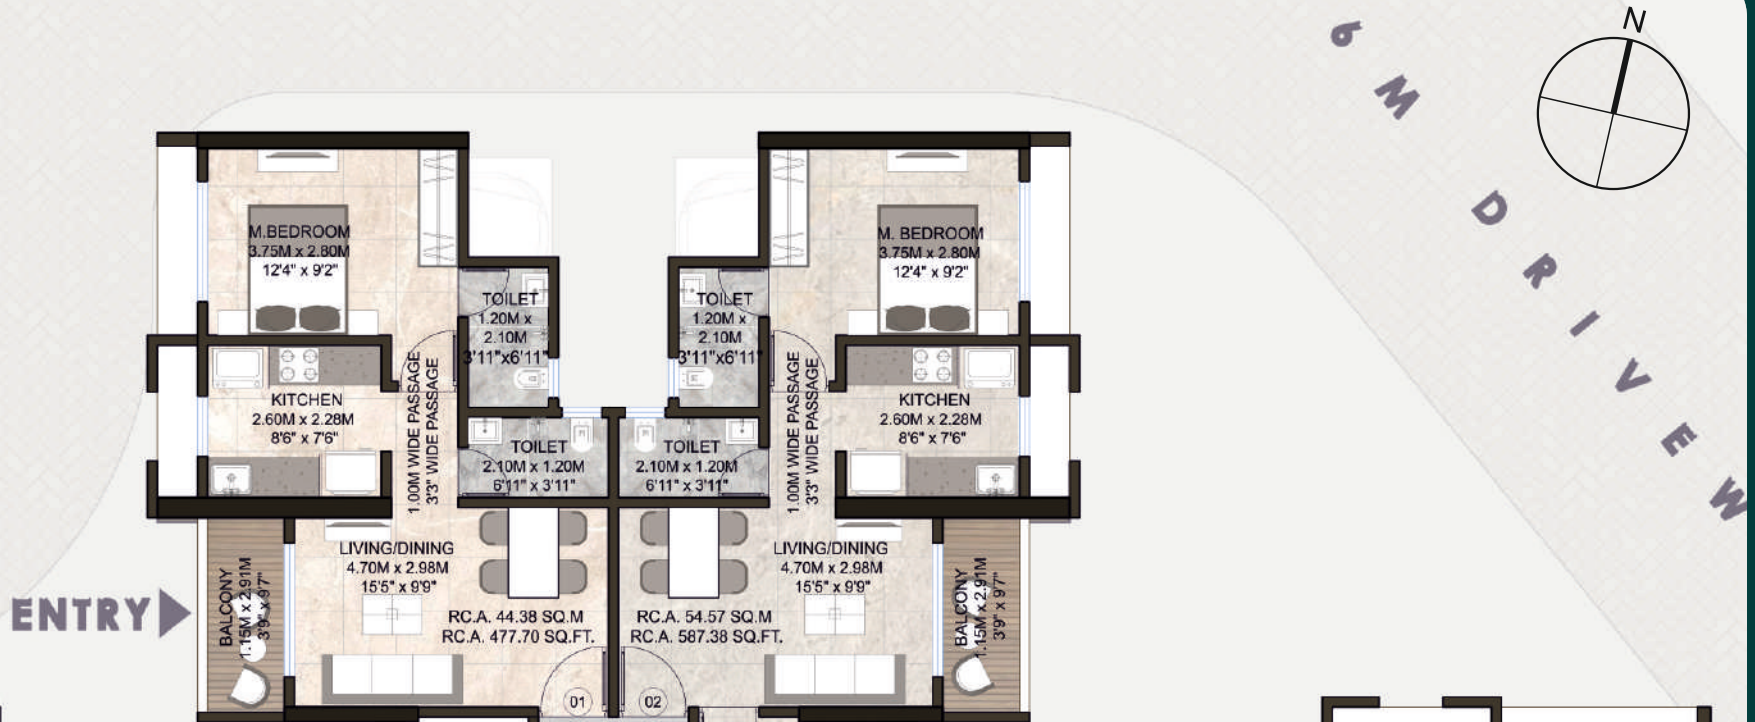 N
6 M DRIVEW
M.BEDROOM
3.75M x 2.80M
12'4" x 9'2"
M. BEDROOM
3.75M x 2.80M
12'4" x 9'2"
TOILET
1.20M x
2.10M
3'11"x6'11"
TOILET
1.20M x
2.10M
3'11"x6'11"
KITCHEN
2.60M x 2.28M
8'6" x 7'6"
1.00M WIDE PASSAGE
3'3" WIDE PASSAGE
TOILET
2.10M x 1.20M
6'11" x 3'11"
TOILET
2.10M x 1.20M
6'11" x 3'11"
1.00M WIDE PASSAGE
3'3" WIDE PASSAGE
KITCHEN
2.60M x 2.28M
8'6" x 7'6"
ENTRY
BALCONY
1.15M x 2.91M
3'9" x 9'7"
LIVING/DINING
4.70M x 2.98M
15'5" x 9'9"
RC.A. 44.38 SQ.M
RC.A. 477.70 SQ.FT.
LIVING/DINING
4.70M x 2.98M
15'5" x 9'9"
RC.A. 54.57 SQ.M
RC.A. 587.38 SQ.FT.
BALCONY
1.15M x 2.91M
3'9" x 9'7"
01
02